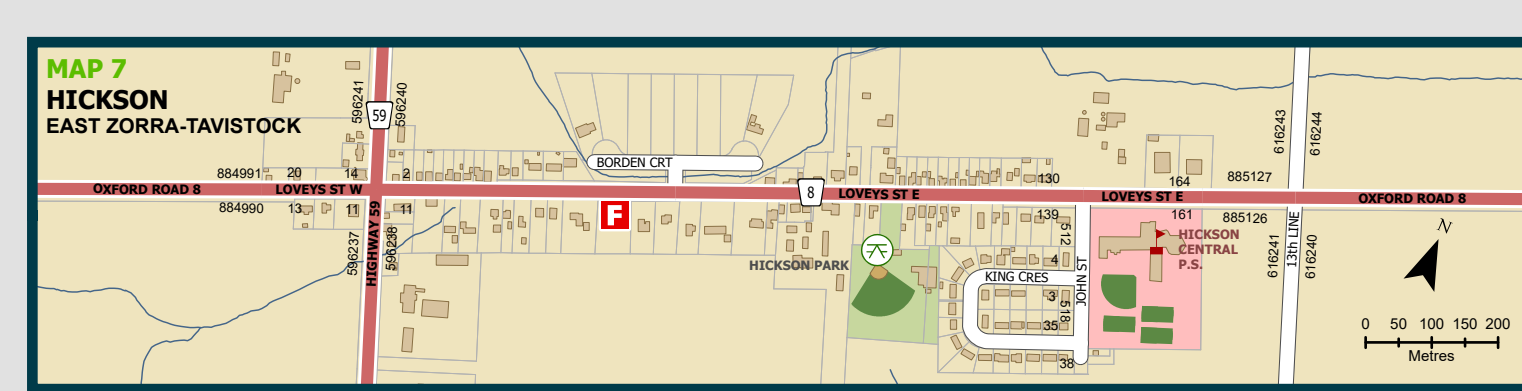 MAP 7
HICKSON
EAST ZORRA-TAVISTOCK
596241
59
596240
616243
616244
BORDEN CRT
884991
20
14
2
130
164
885127
OXFORD ROAD 8
LOVEYS ST W
8
LOVEYS ST E
LOVEYS ST E
OXFORD ROAD 8
884990
13
11
11
F
139
161
885126
HIGHWAY 59
596237
596238
512
HICKSON
CENTRAL
P.S.
13th LINE
616241
616240
N
HICKSON PARK
4
KING CRES
JOHN ST
3
518
35
38
0 50 100 150 200
Metres